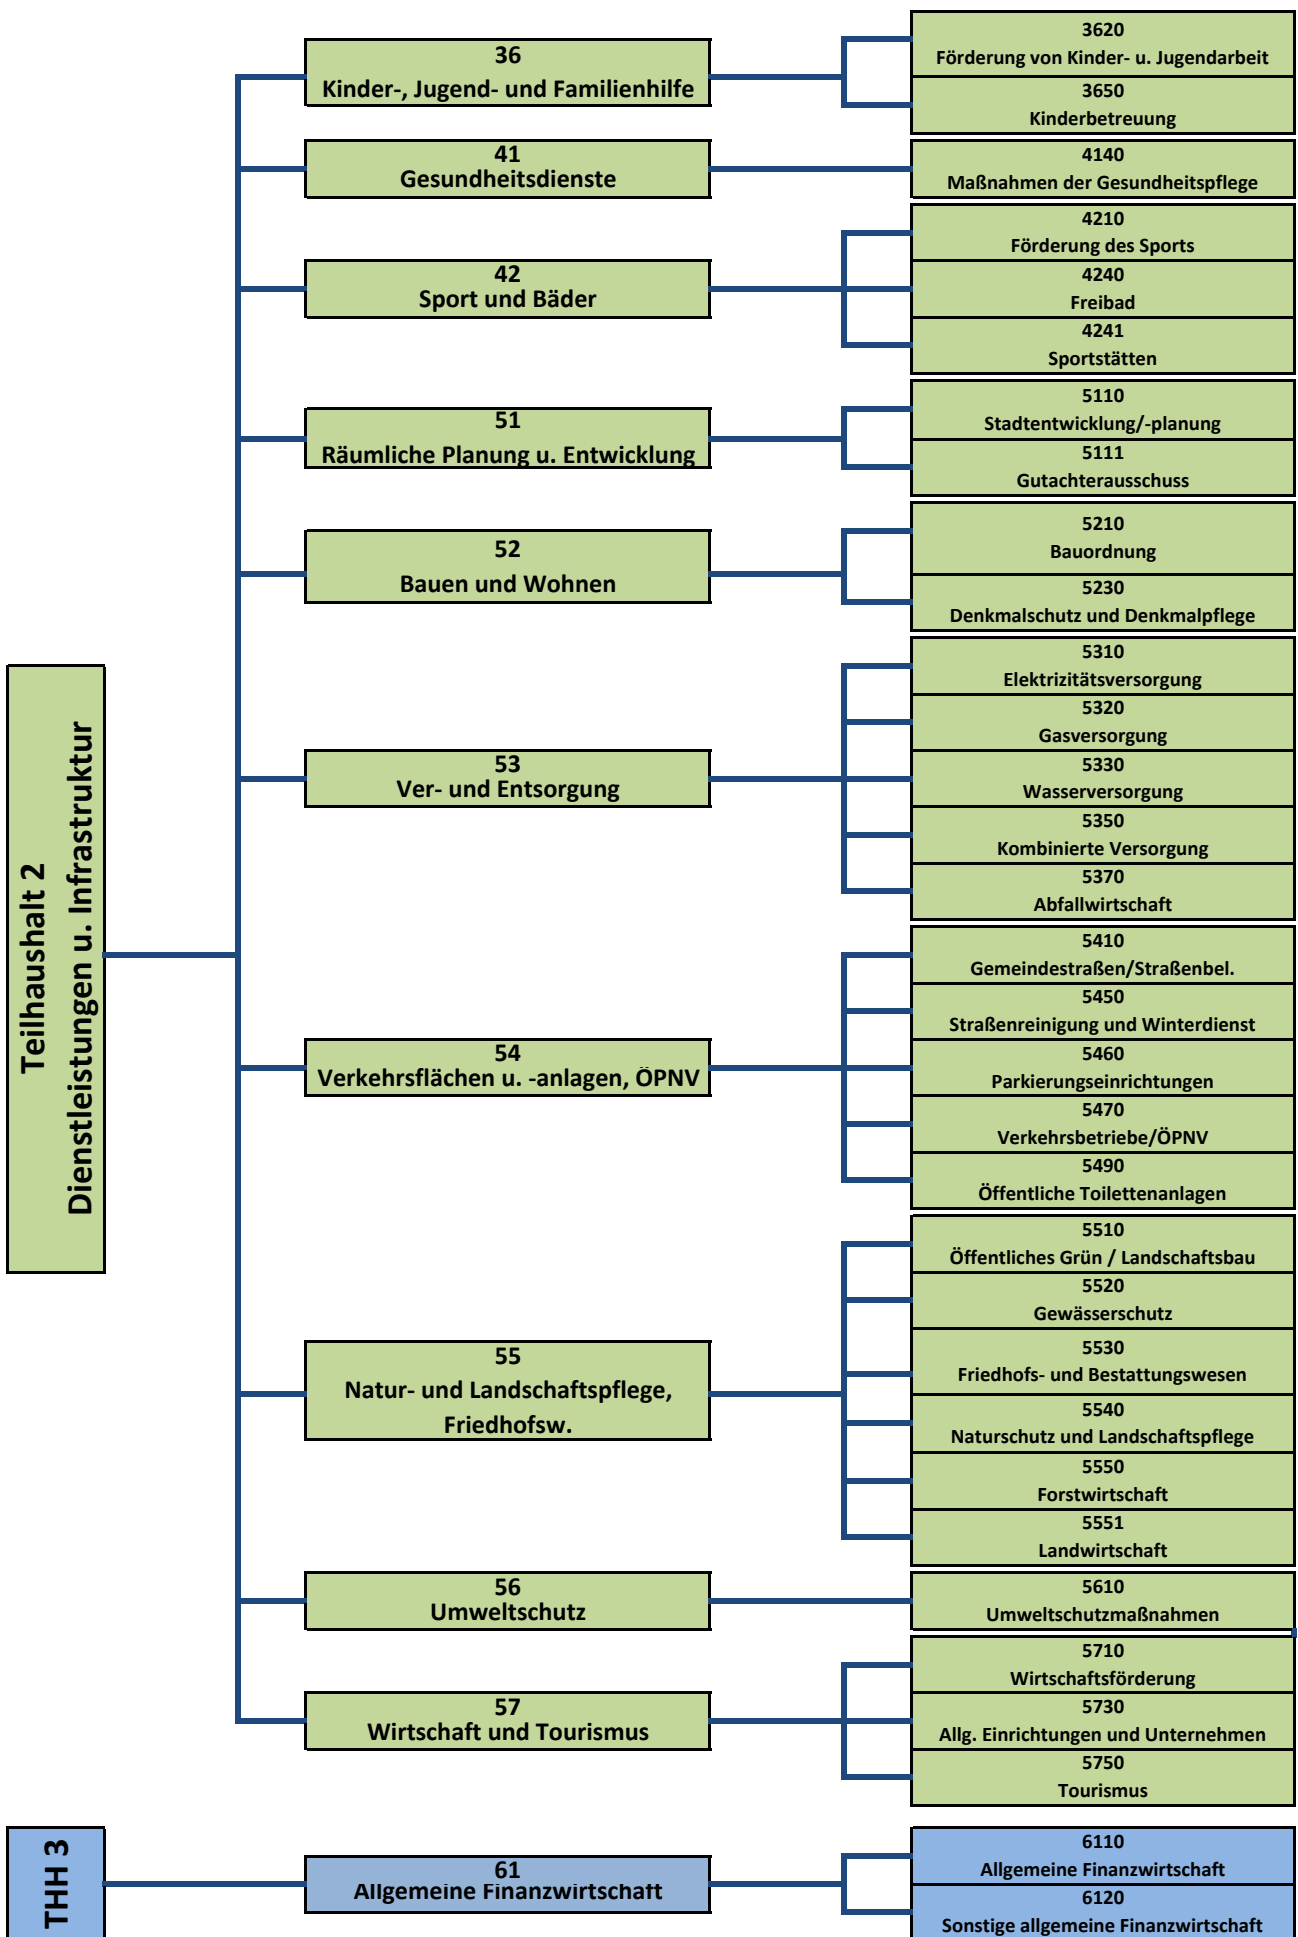 Teilhaushalt 2
Dienstleistungen u. Infrastruktur
36
Kinder-, Jugend- und Familienhilfe
3620
Förderung von Kinder- u. Jugendarbeit
3650
Kinderbetreuung
41
Gesundheitsdienste
4140
Maßnahmen der Gesundheitspflege
42
Sport und Bäder
4210
Förderung des Sports
4240
Freibad
4241
Sportstätten
51
Räumliche Planung u. Entwicklung
5110
Stadtentwicklung/-planung
5111
Gutachterausschuss
52
Bauen und Wohnen
5210
Bauordnung
5230
Denkmalschutz und Denkmalpflege
53
Ver- und Entsorgung
5310
Elektrizitätsversorgung
5320
Gasversorgung
5330
Wasserversorgung
5350
Kombinierte Versorgung
5370
Abfallwirtschaft
54
Verkehrsflächen u. -anlagen, ÖPNV
5410
Gemeindestraßen/Straßenbel.
5450
Straßenreinigung und Winterdienst
5460
Parkierungseinrichtungen
5470
Verkehrsbetriebe/ÖPNV
5490
Öffentliche Toilettenanlagen
55
Natur- und Landschaftspflege,
Friedhofsw.
5510
Öffentliches Grün / Landschaftsbau
5520
Gewässerschutz
5530
Friedhofs- und Bestattungswesen
5540
Naturschutz und Landschaftspflege
5550
Forstwirtschaft
5551
Landwirtschaft
56
Umweltschutz
5610
Umweltschutzmaßnahmen
57
Wirtschaft und Tourismus
5710
Wirtschaftsförderung
5730
Allg. Einrichtungen und Unternehmen
5750
Tourismus
THH 3
61
Allgemeine Finanzwirtschaft
6110
Allgemeine Finanzwirtschaft
6120
Sonstige allgemeine Finanzwirtschaft